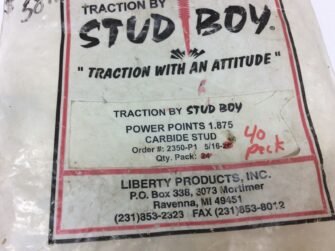 TRACTION BY
STUD BOY.
"TRACTION WITH AN ATTITUDE"
TRACTION BY STUD BOY
POWER POINTS 1.875
CARBIDE STUD
Order #: 2350-P1 5/16-
Qty. Pack: 24
40
pack
LIBERTY PRODUCTS, INC.
P.O. Box 338, 3073 Mortimer
Ravenna, MI 49451
(231)853-2323 FAX (231)853-8012